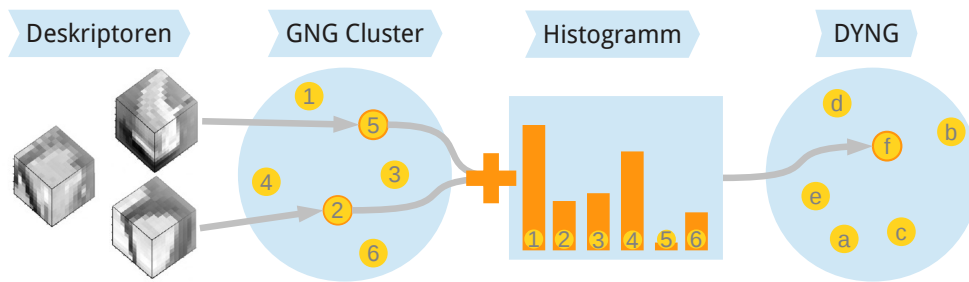 Deskriptoren
GNG Cluster
Histogramm
DYNG
1
5
4
3
2
6
1 2 3 4 5 6
d
b
f
e
a
c